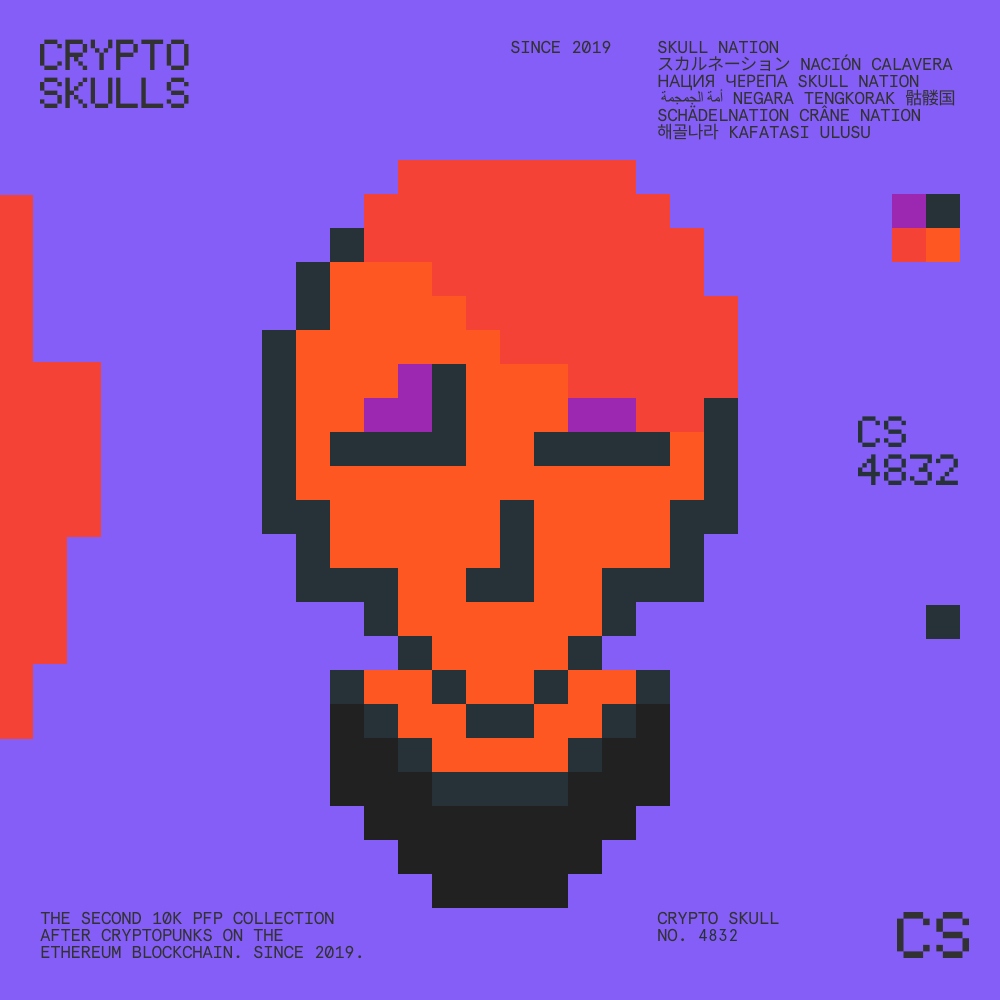 CRYPTO
SKULLS
SINCE 2019
SKULL NATION
スカルネーション NACIÓN CALAVERA
НАЦИЯ ЧЕРЕПА SKULL NATION
أمة الجمجمة NEGARA TENGKORAK 骷髅国
SCHÄDELNATION CRÂNE NATION
해골나라 KAFATASI ULUSU
CS
4832
THE SECOND 10K PFP COLLECTION
AFTER CRYPTOPUNKS ON THE
ETHEREUM BLOCKCHAIN. SINCE 2019.
CRYPTO SKULL
NO. 4832
CS